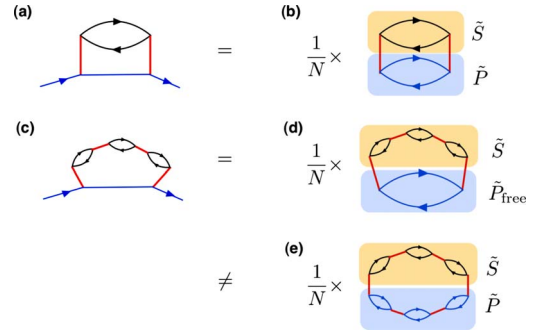 (a) = (b) 1/N × S̃ P̃
(c) = (d) 1/N × S̃ P̃free
≠ (e) 1/N × S̃ P̃